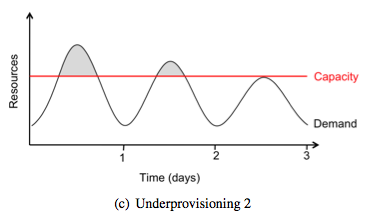 Resources
Capacity
Demand
1
2
3
Time (days)
(c) Underprovisioning 2